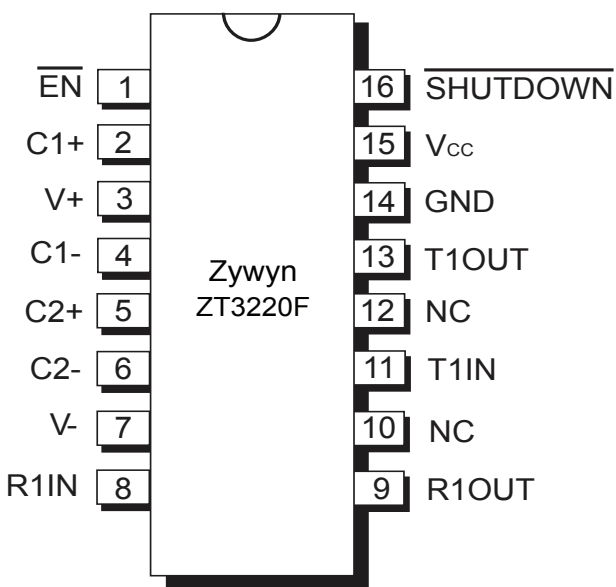 EN 1 16 SHUTDOWN
C1+ 2 15 Vcc
V+ 3 14 GND
C1- 4 13 T1OUT
Zywyn
ZT3220F
C2+ 5 12 NC
C2- 6 11 T1IN
V- 7 10 NC
R1IN 8 9 R1OUT